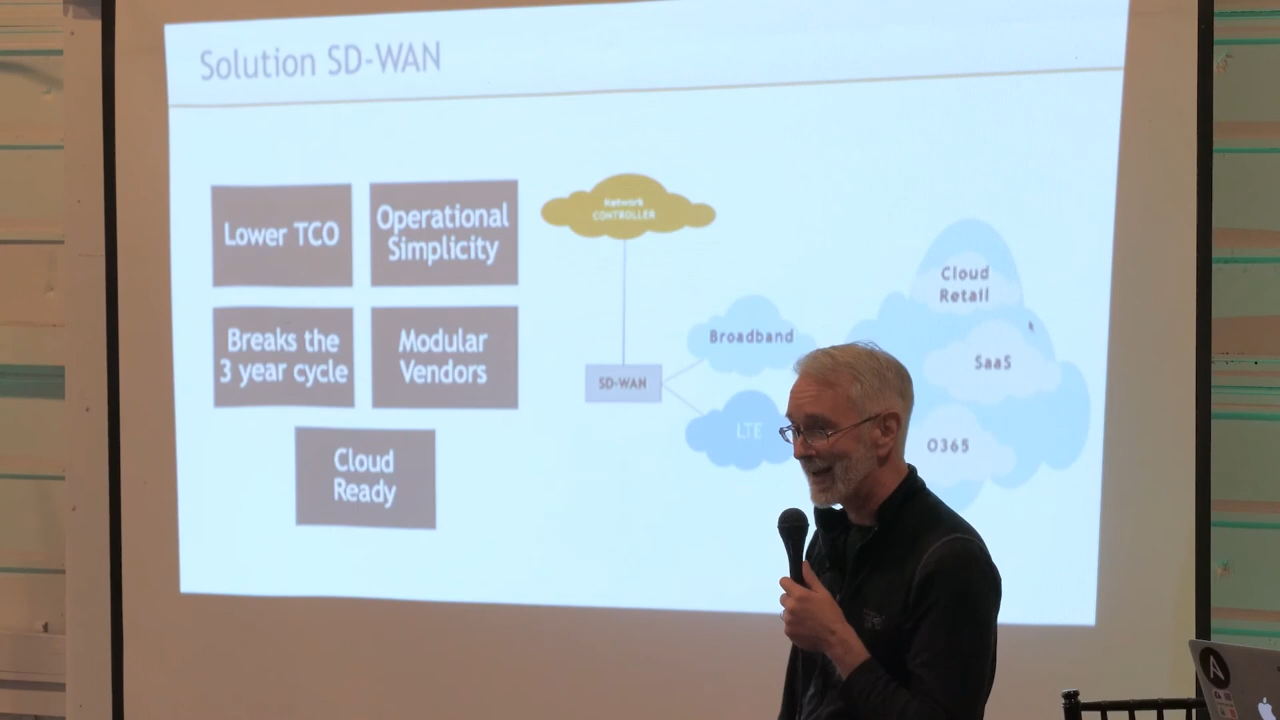 Solution SD-WAN
Lower TCO
Operational
Simplicity
Breaks the
3 year cycle
Modular
Vendors
Cloud
Ready
Network
CONTROLLER
SD-WAN
Broadband
LTE
Cloud
Retail
SaaS
O365